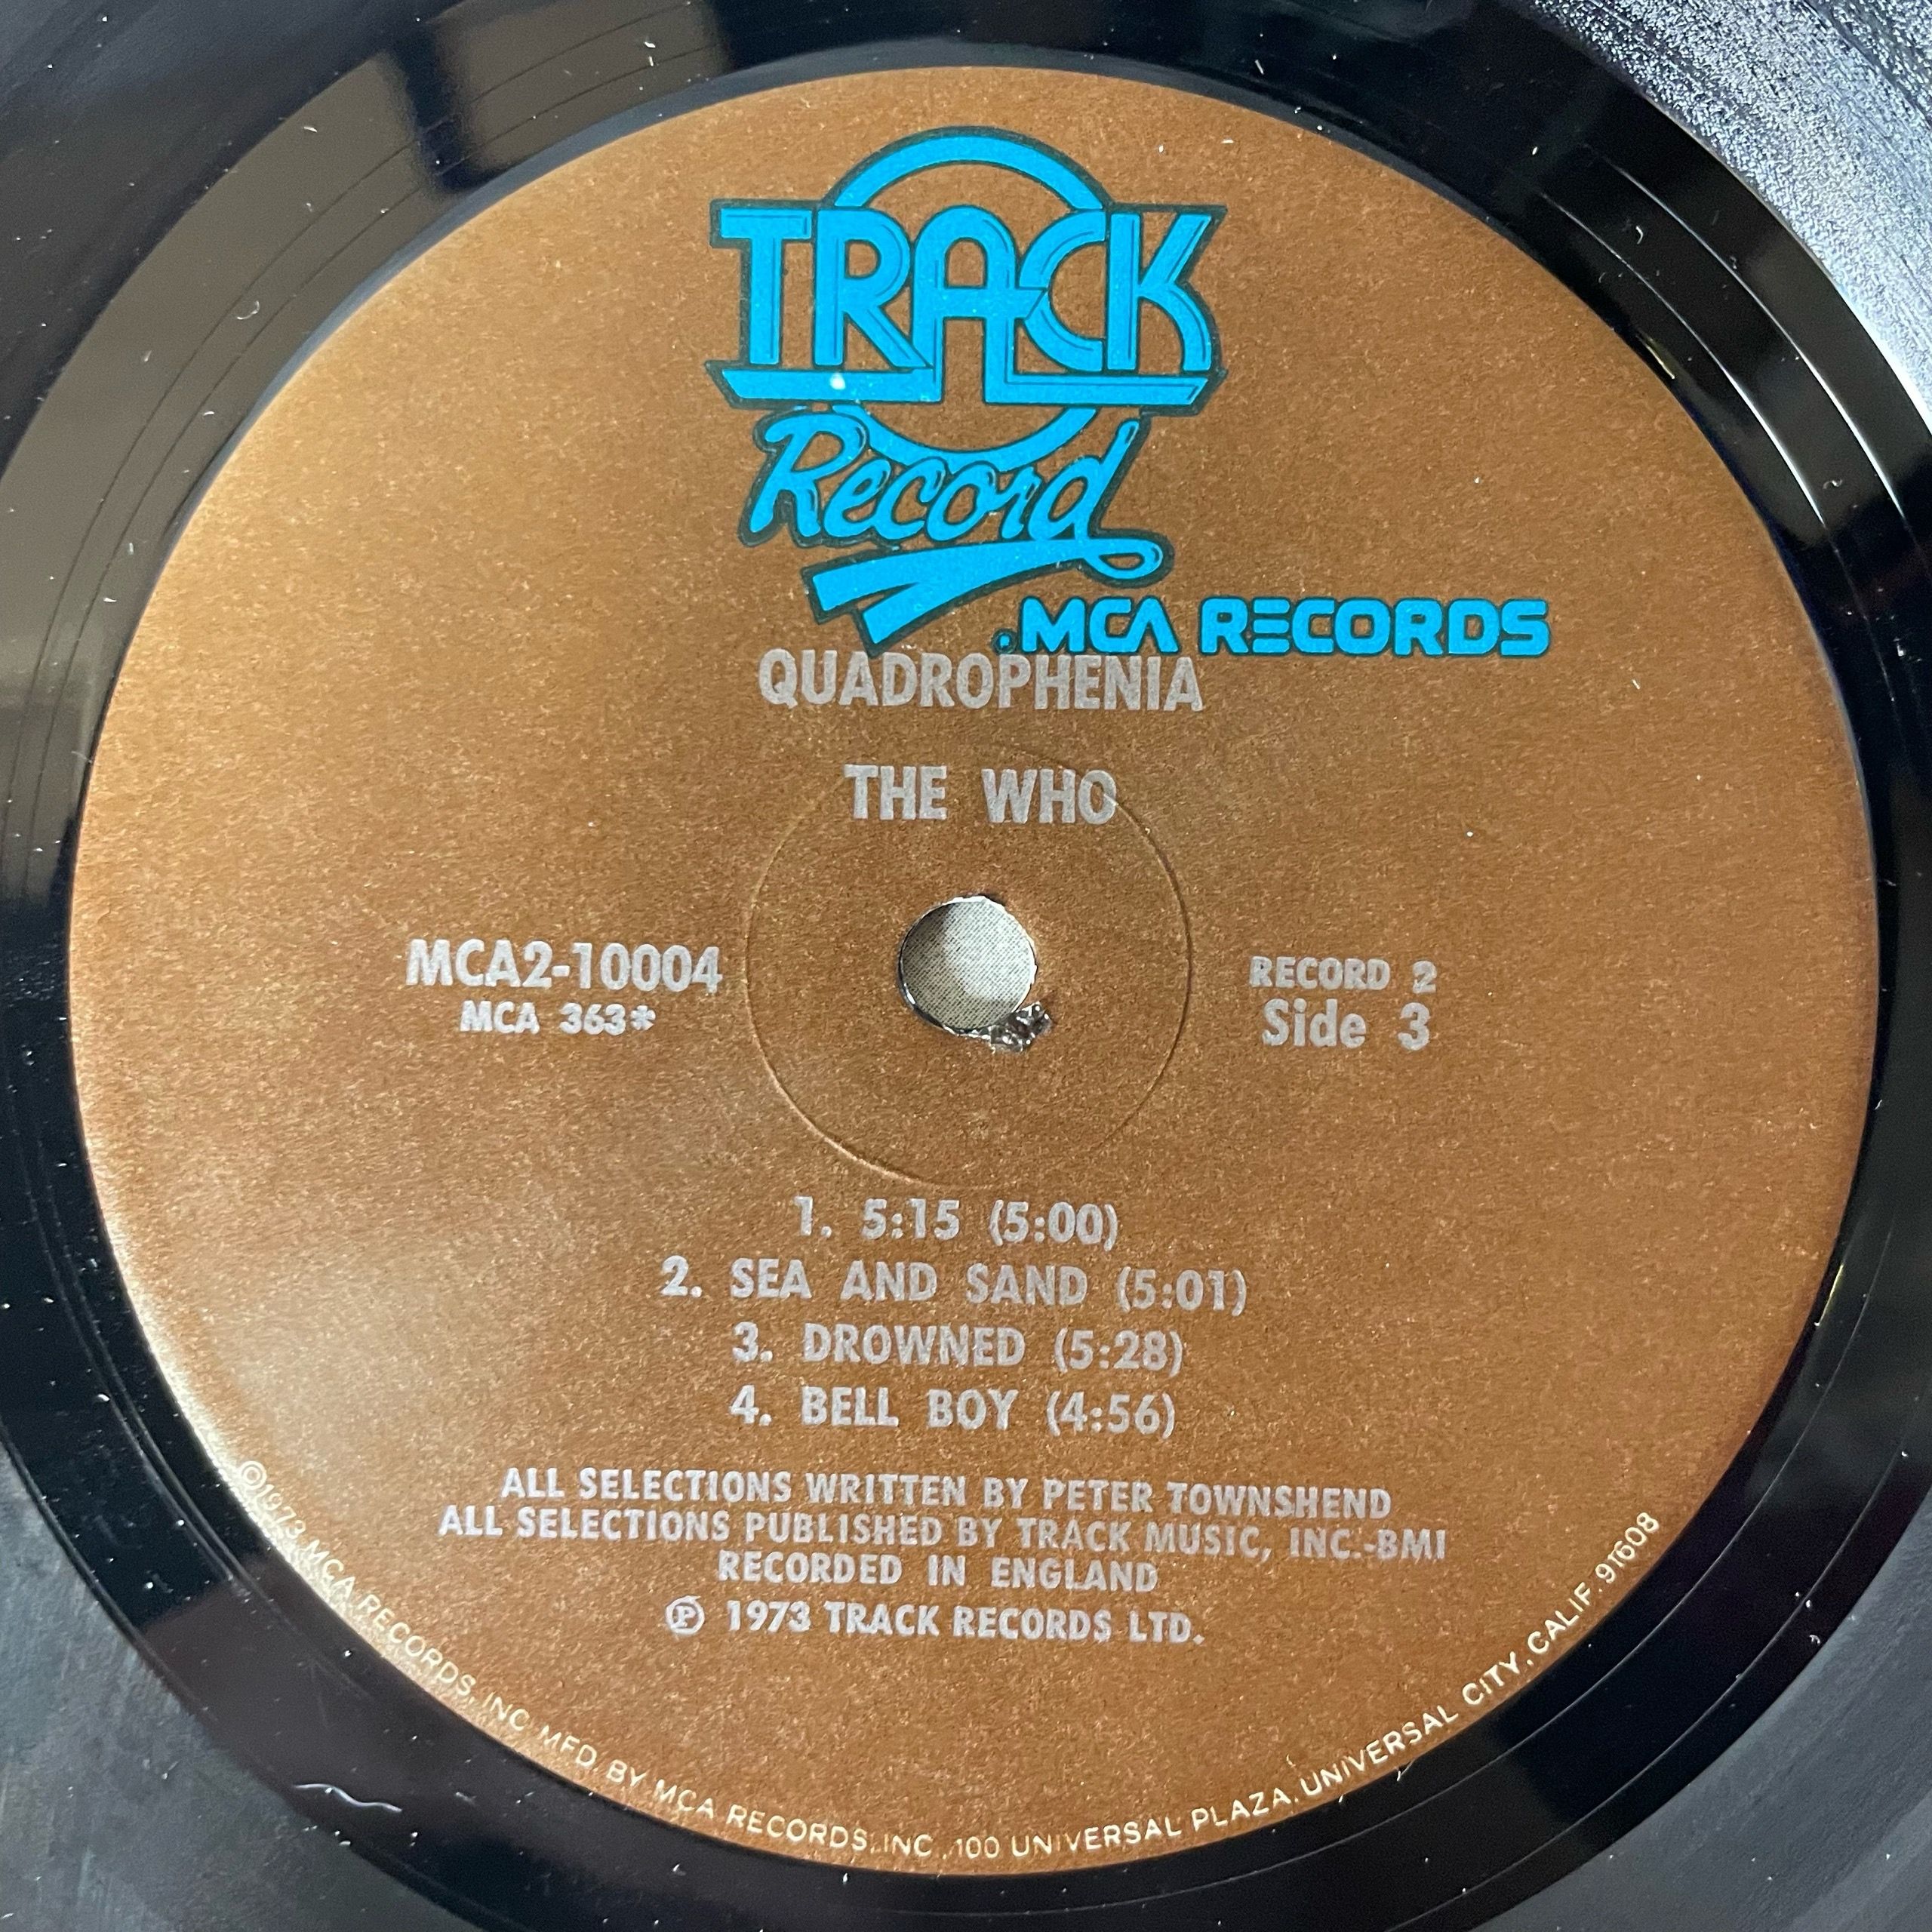 TRACK
Record
.MCA RECORDS
QUADROPHENIA
THE WHO
MCA2-10004
MCA 363*
RECORD 2
Side 3
1. 5:15 (5:00)
2. SEA AND SAND (5:01)
3. DROWNED (5:28)
4. BELL BOY (4:56)
ALL SELECTIONS WRITTEN BY PETER TOWNSHEND
ALL SELECTIONS PUBLISHED BY TRACK MUSIC, INC.-BMI
RECORDED IN ENGLAND
Ⓟ 1973 TRACK RECORDS LTD.
©1973 MCA RECORDS, INC. MFD. BY MCA RECORDS, INC., 100 UNIVERSAL PLAZA, UNIVERSAL CITY, CALIF. 91608